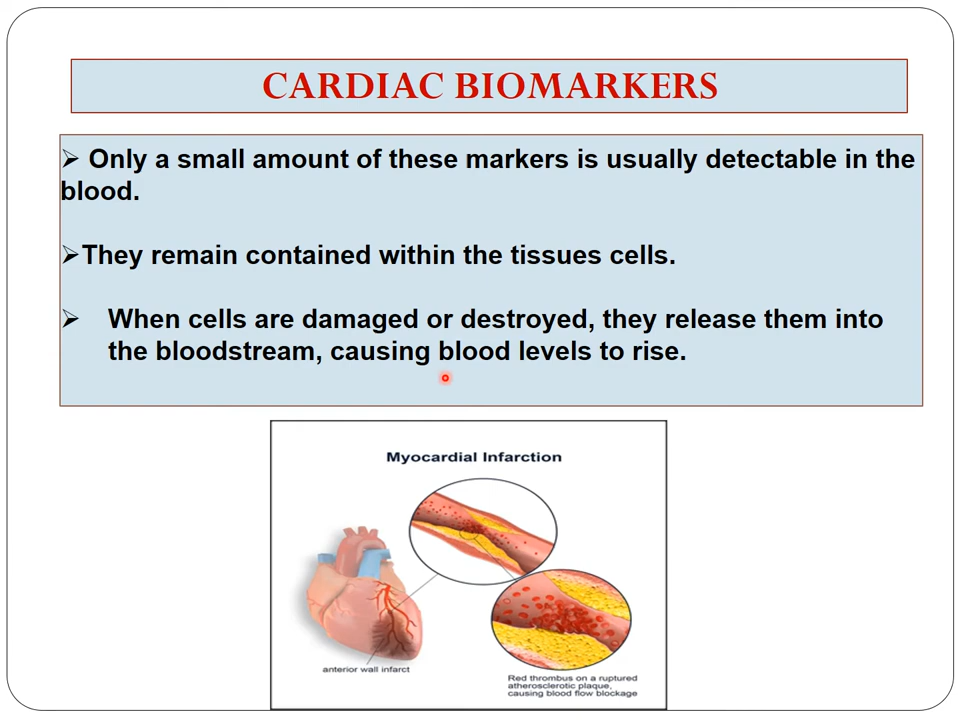 CARDIAC BIOMARKERS
➢ Only a small amount of these markers is usually detectable in the
blood.
➢They remain contained within the tissues cells.
➢ When cells are damaged or destroyed, they release them into
the bloodstream, causing blood levels to rise.
Myocardial Infarction
anterior wall infarct
Red thrombus on a ruptured
atherosclerotic plaque,
causing blood flow blockage